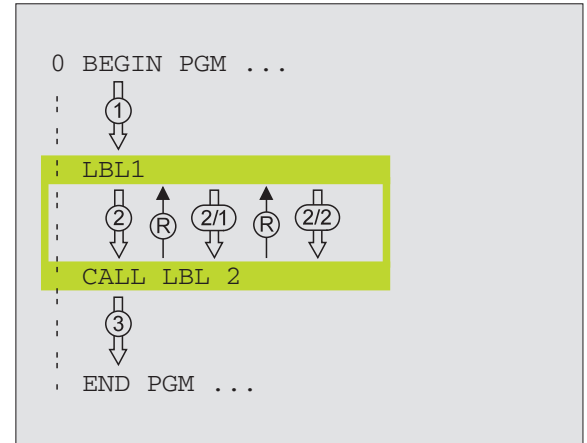 0 BEGIN PGM ...
1
LBL1
2 R 2/1 R 2/2
CALL LBL 2
3
END PGM ...